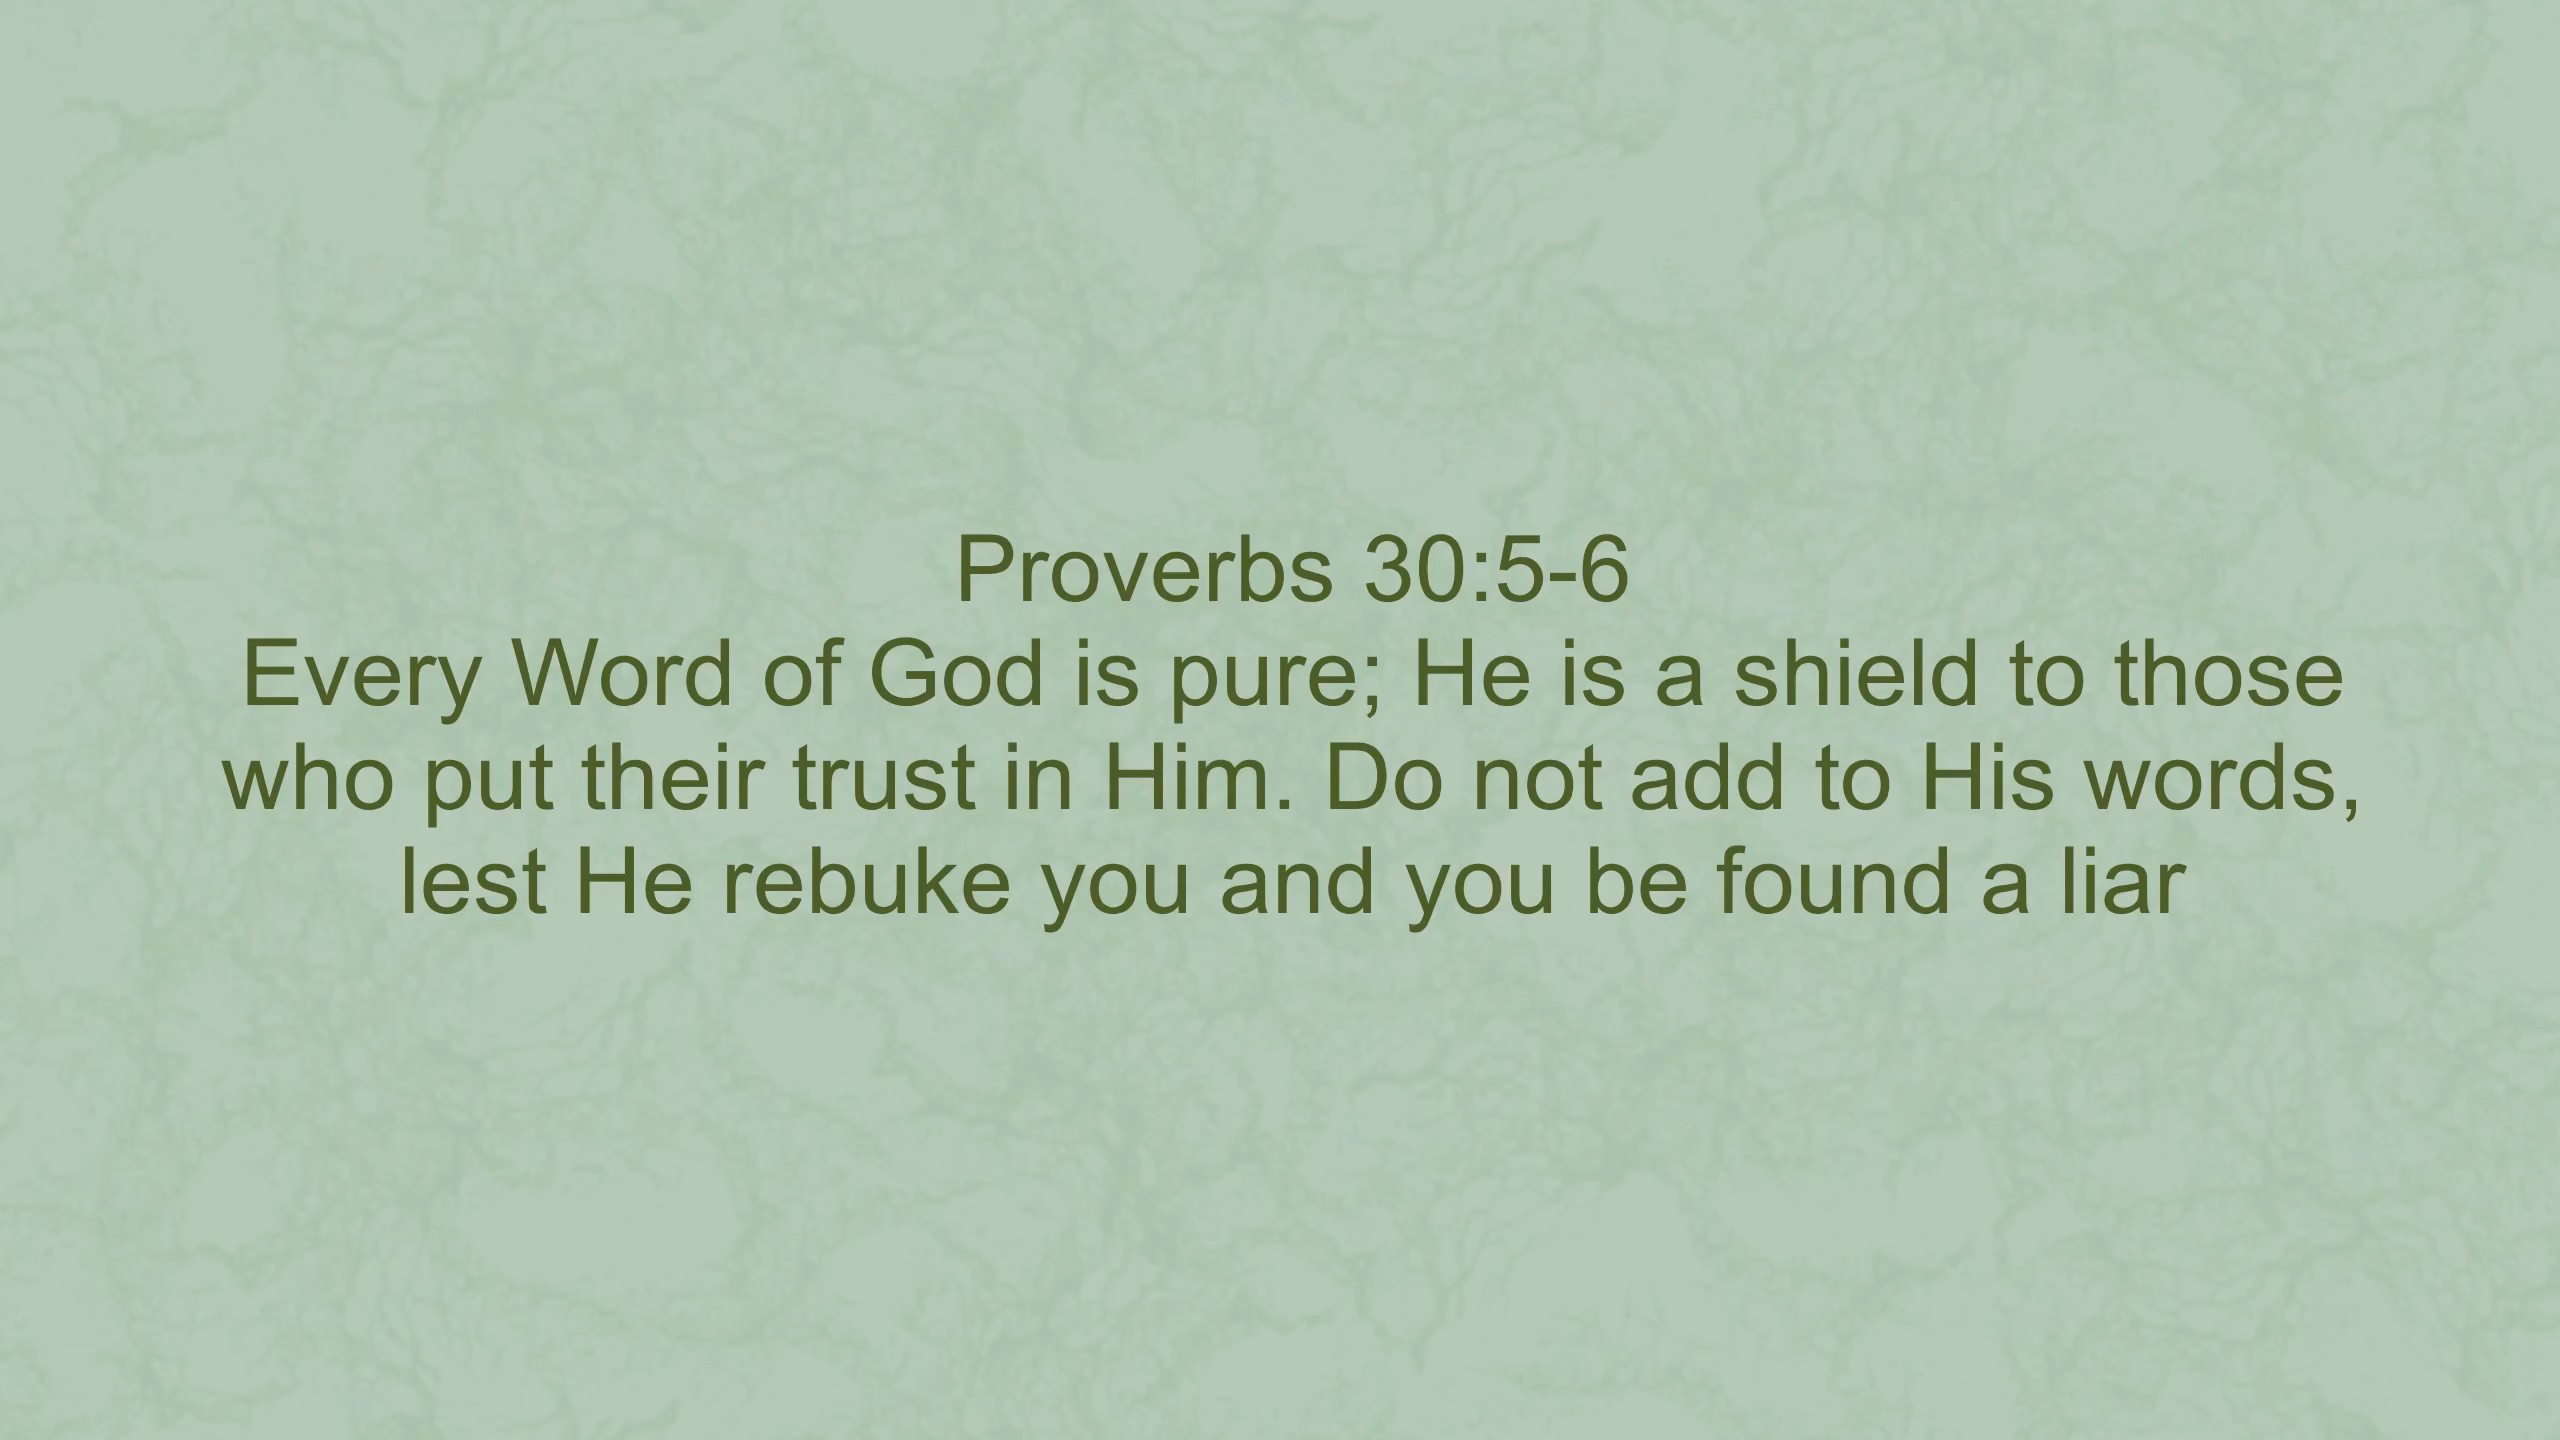 Proverbs 30:5-6
Every Word of God is pure; He is a shield to those
who put their trust in Him. Do not add to His words,
lest He rebuke you and you be found a liar